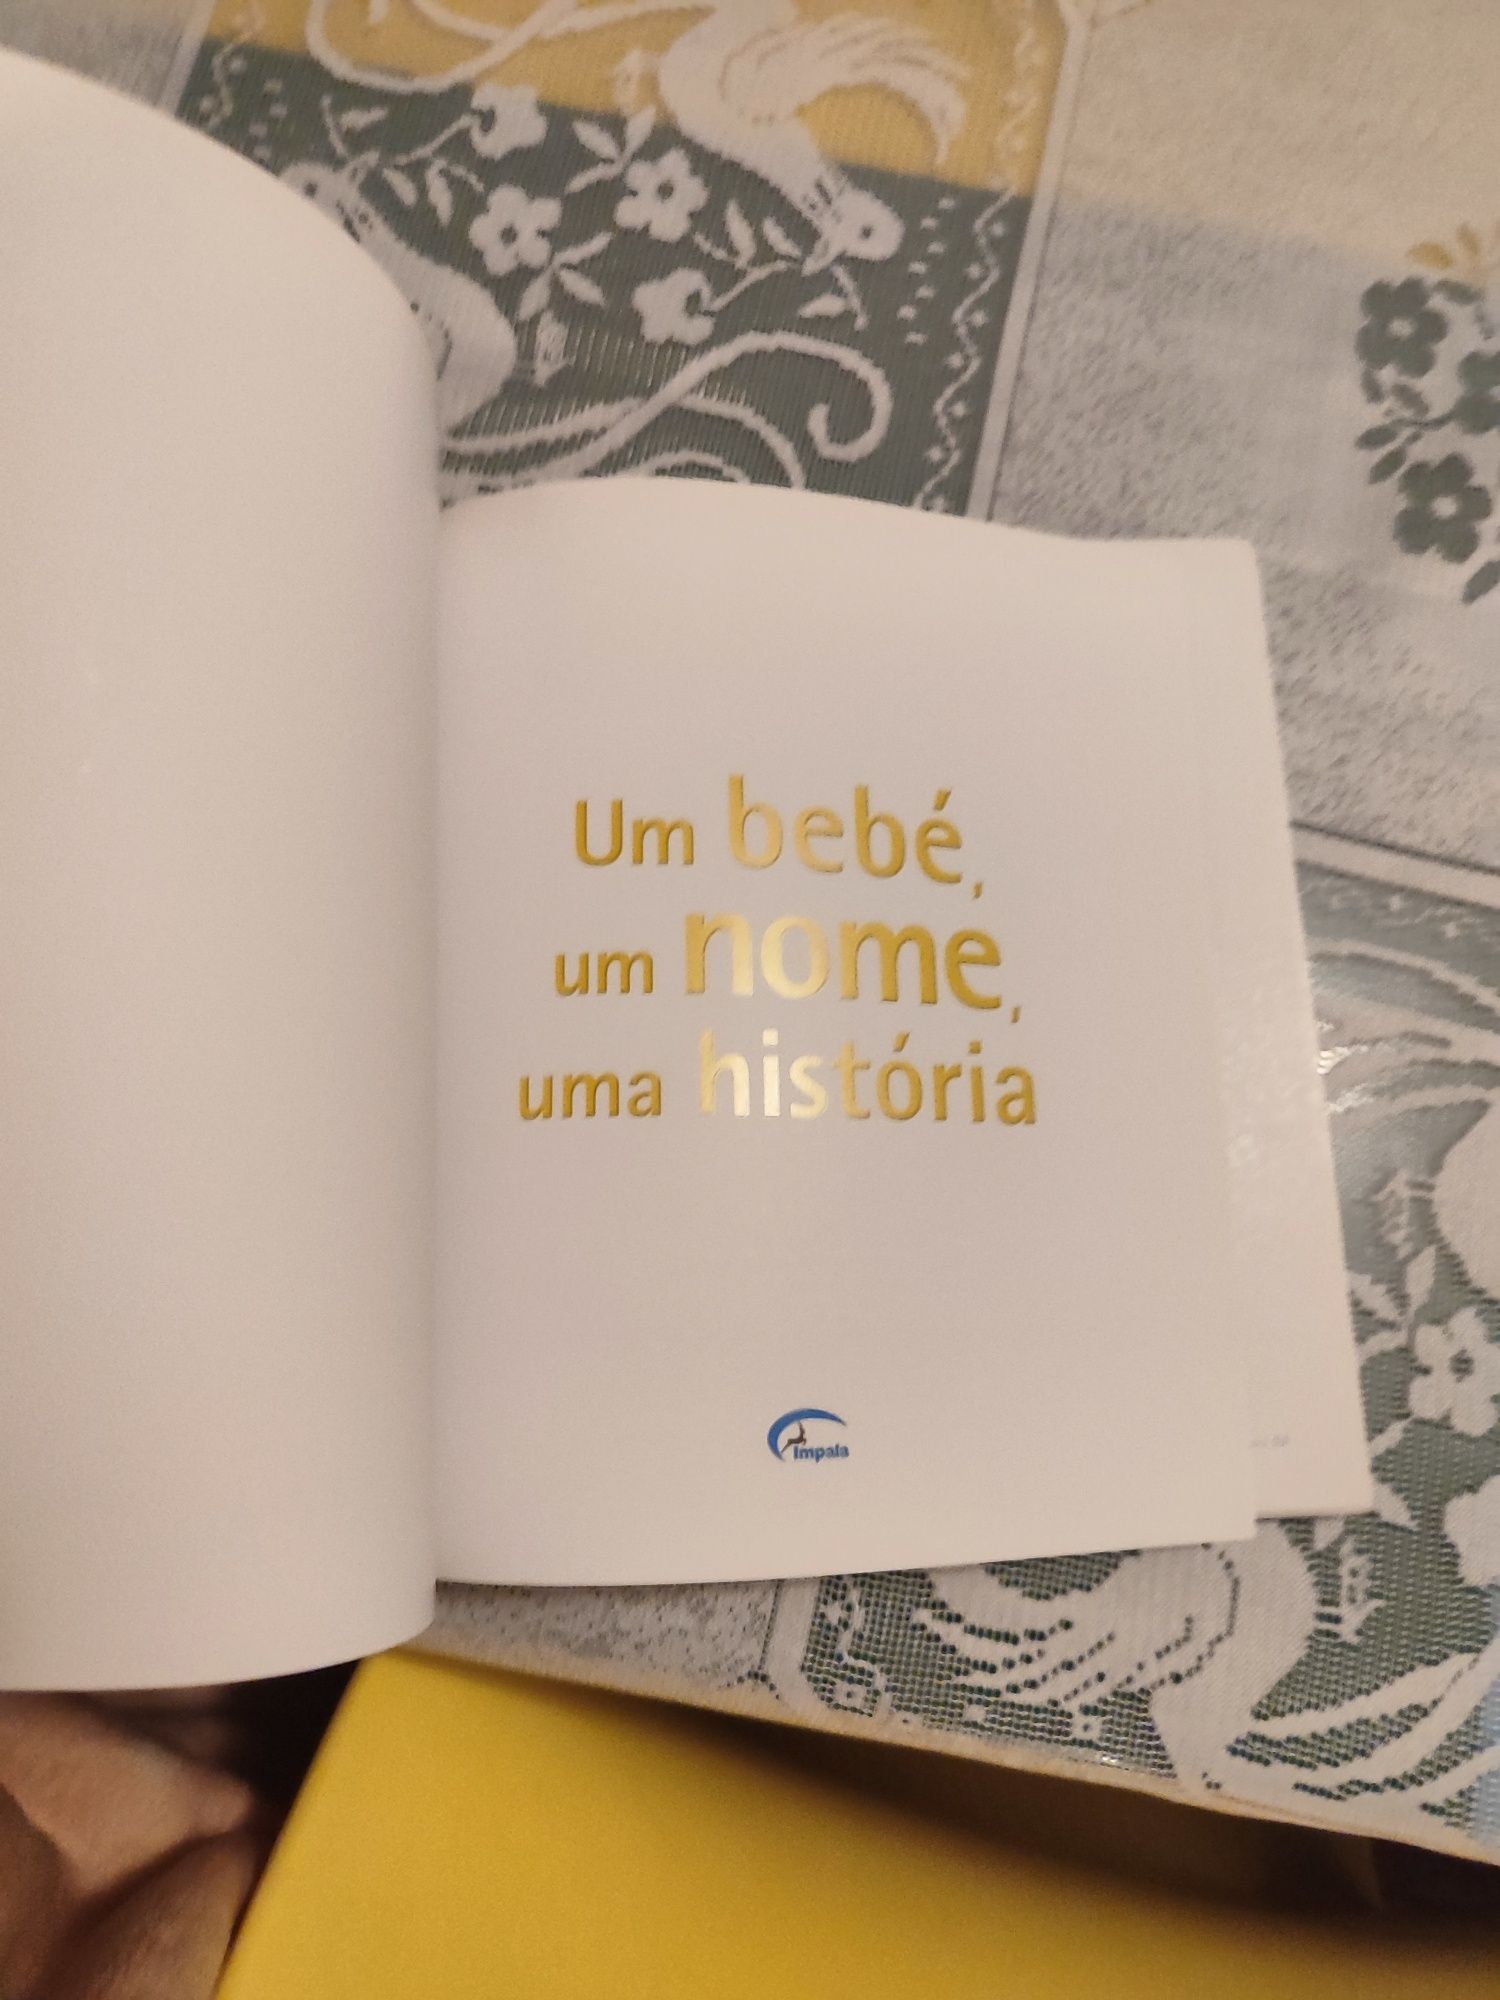 Um bebé,
um nome,
uma história
Impala